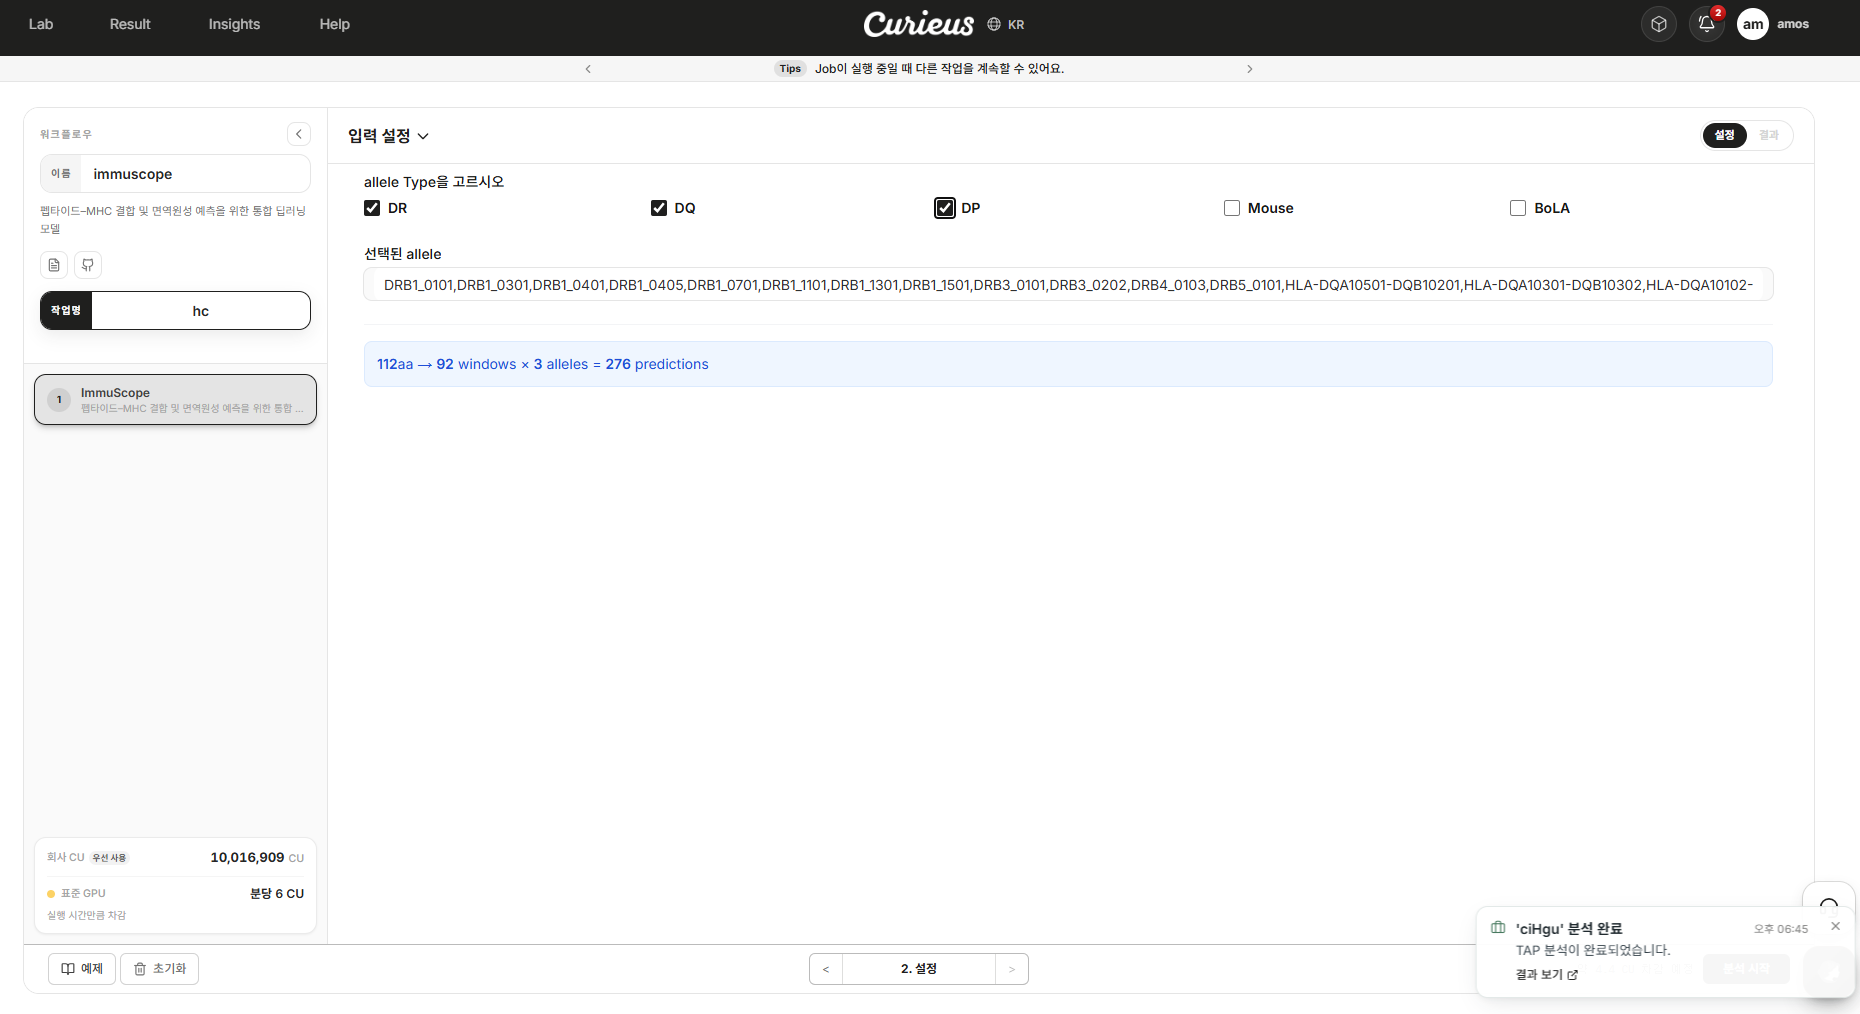 Lab
Result
Insights
Help
Curieus
KR
2
am
amos
Tips
Job이 실행 중일 때 다른 작업을 계속할 수 있어요.
워크플로우
이름
immuscope
펩타이드–MHC 결합 및 면역원성 예측을 위한 통합 딥러닝
모델
작업명
hc
1
ImmuScope
펩타이드–MHC 결합 및 면역원성 예측을 위한 통합 ...
회사 CU
우선 사용
10,016,909 CU
표준 GPU
분당 6 CU
실행 시간만큼 차감
입력 설정
설정
결과
allele Type을 고르시오
DR
DQ
DP
Mouse
BoLA
선택된 allele
DRB1_0101,DRB1_0301,DRB1_0401,DRB1_0405,DRB1_0701,DRB1_1101,DRB1_1301,DRB1_1501,DRB3_0101,DRB3_0202,DRB4_0103,DRB5_0101,HLA-DQA10501-DQB10201,HLA-DQA10301-DQB10302,HLA-DQA10102-
112aa → 92 windows × 3 alleles = 276 predictions
예제
초기화
<
2. 설정
>
'ciHgu' 분석 완료
오후 06:45
TAP 분석이 완료되었습니다.
결과 보기
분석 시작